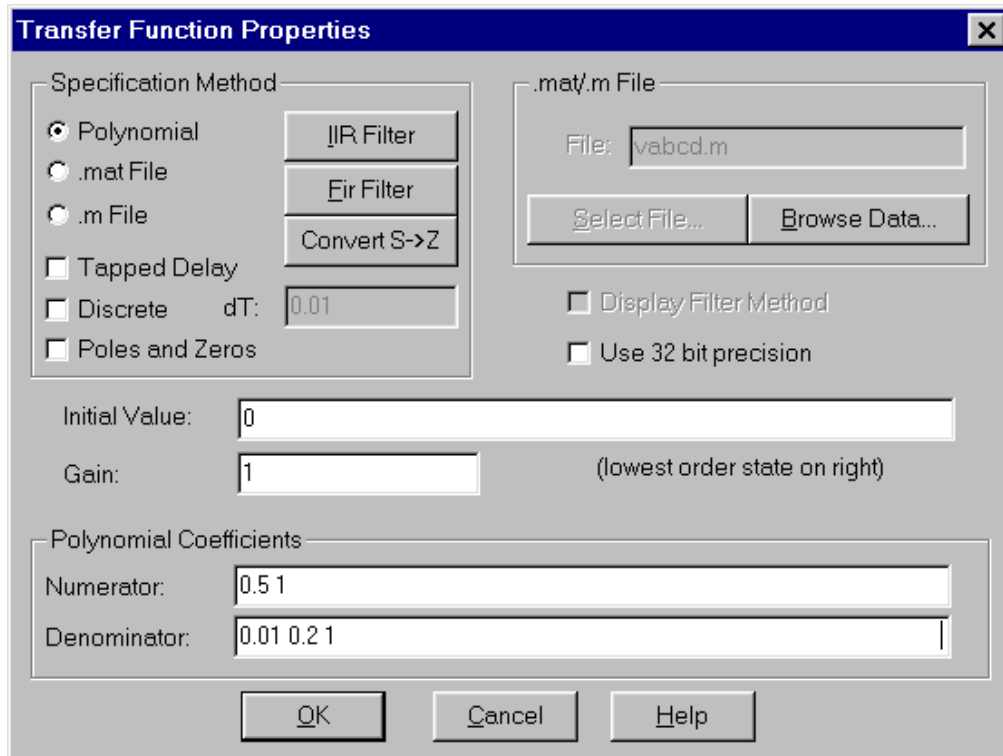 Transfer Function Properties
Specification Method
Polynomial
.mat File
.m File
IIR Filter
Fir Filter
Convert S->Z
Tapped Delay
Discrete dT: 0.01
Poles and Zeros
.mat/.m File
File: vabcd.m
Select File... Browse Data...
Display Filter Method
Use 32 bit precision
Initial Value: 0
Gain: 1 (lowest order state on right)
Polynomial Coefficients
Numerator: 0.5 1
Denominator: 0.01 0.2 1
OK Cancel Help